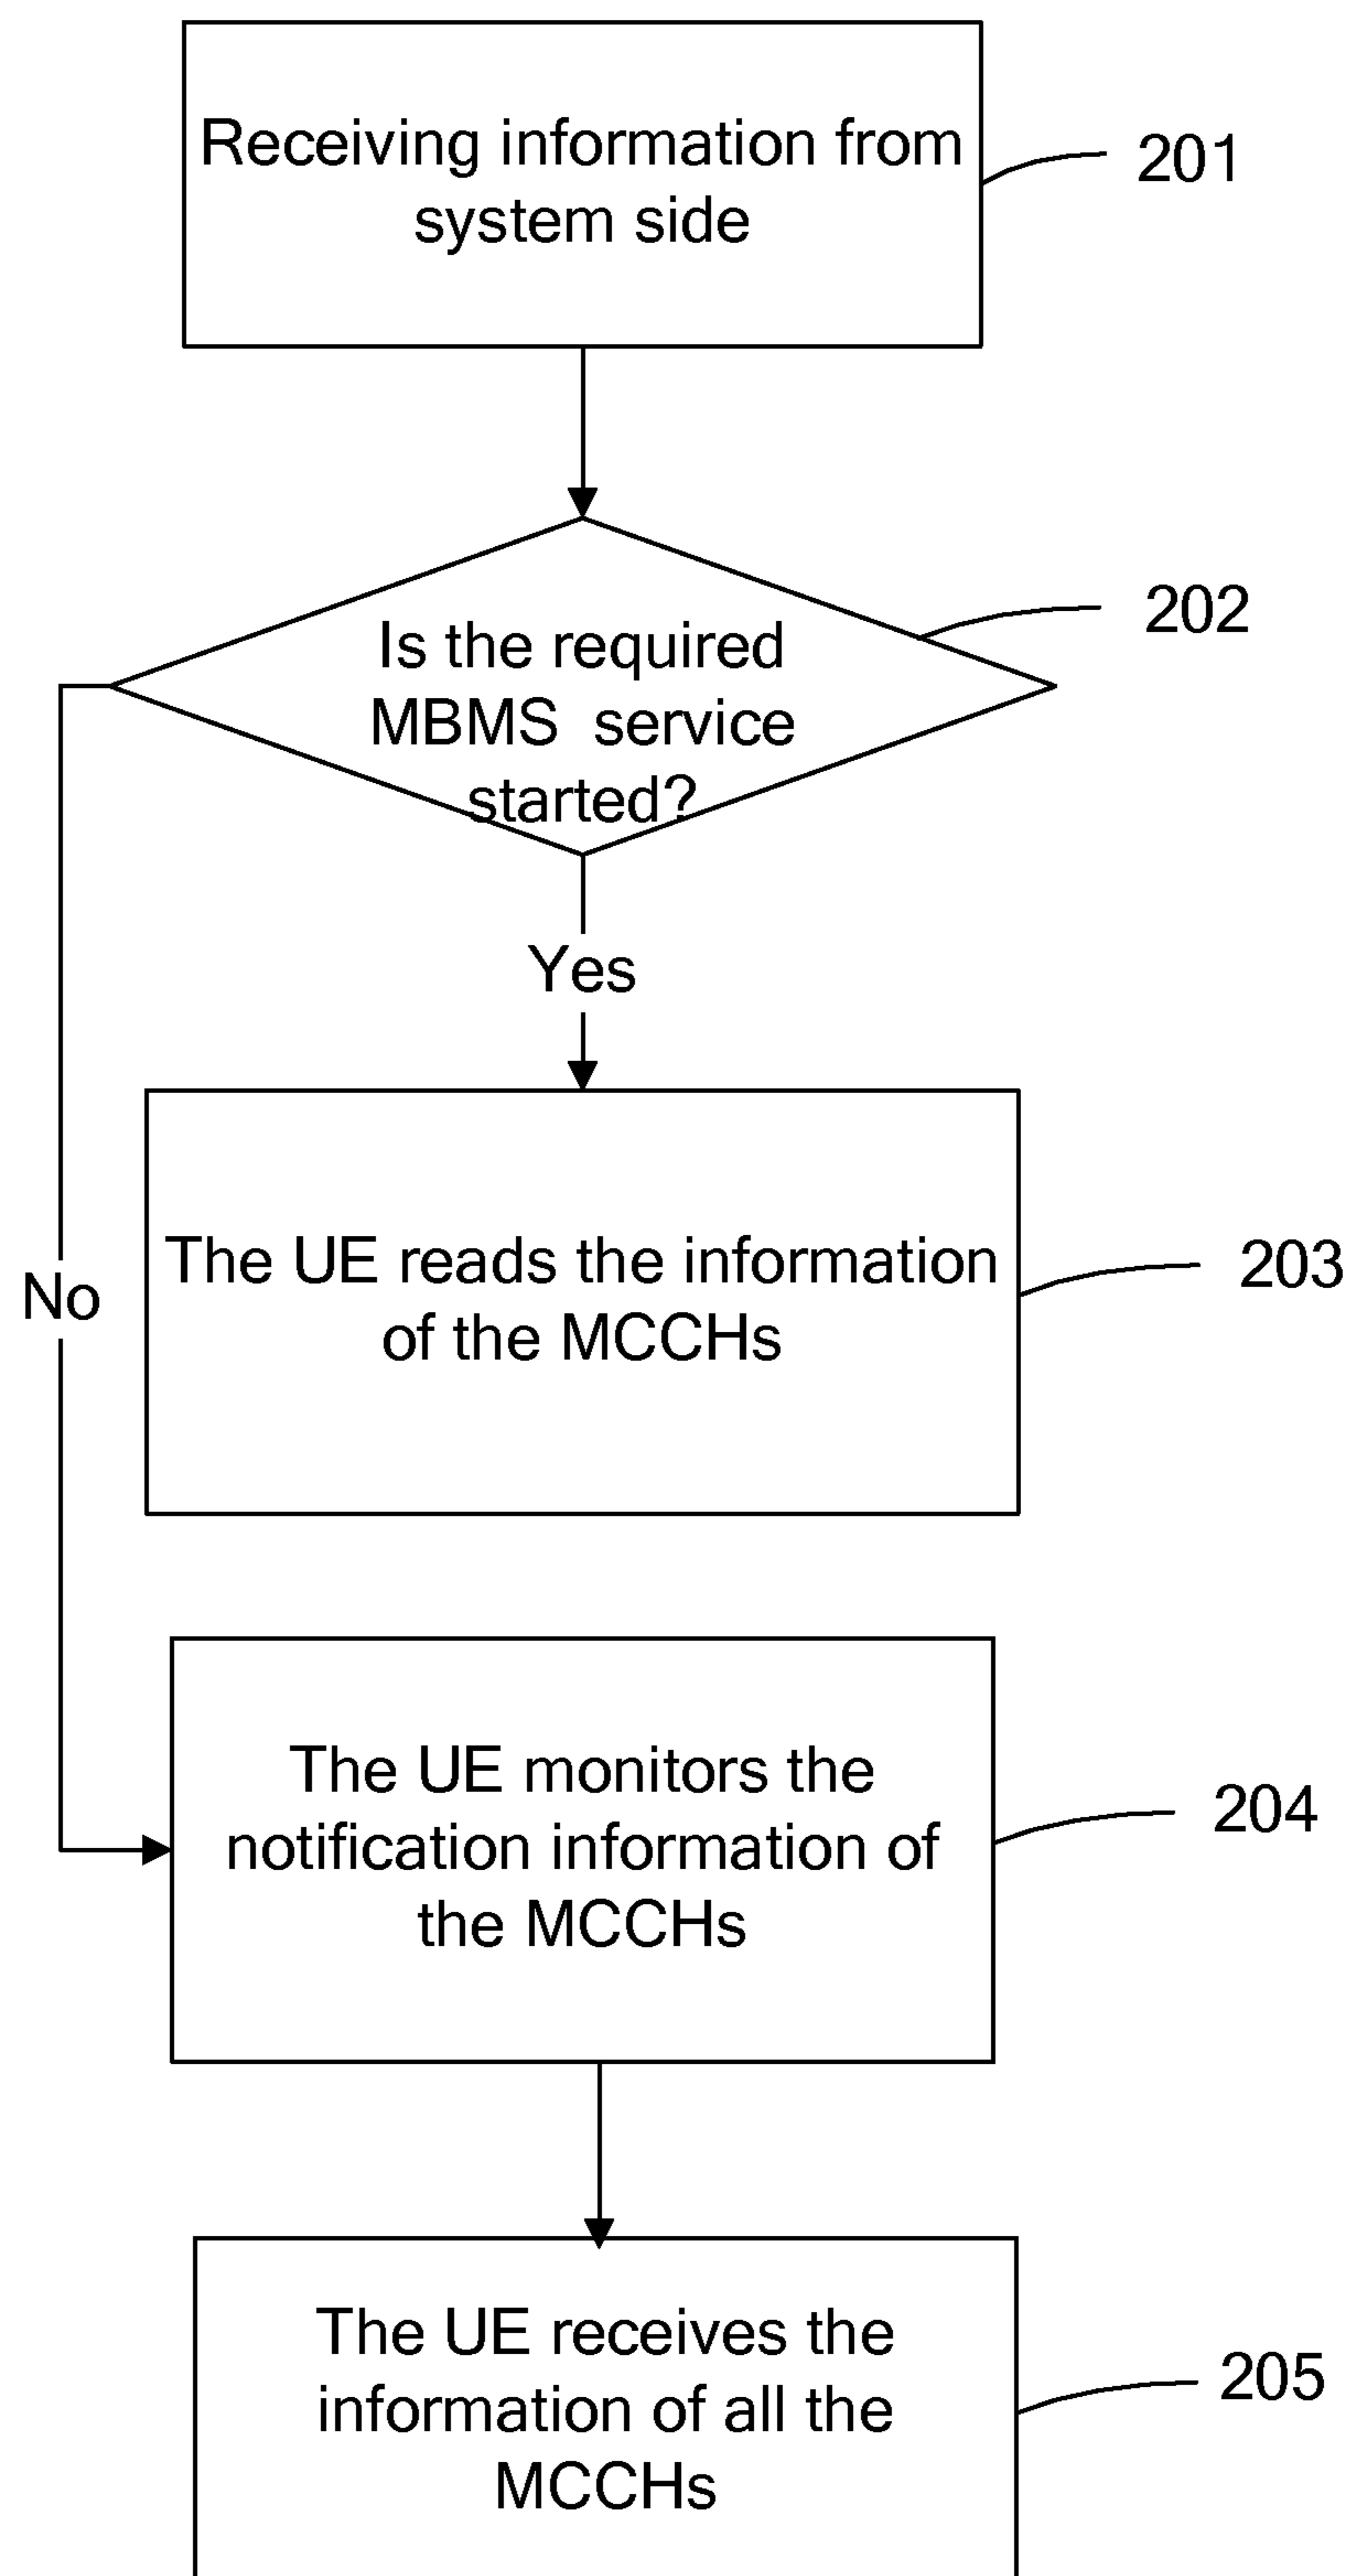 Receiving information from
system side
201
Is the required
MBMS service
started?
202
Yes
The UE reads the information
of the MCCHs
203
No
The UE monitors the
notification information of
the MCCHs
204
The UE receives the
information of all the
MCCHs
205